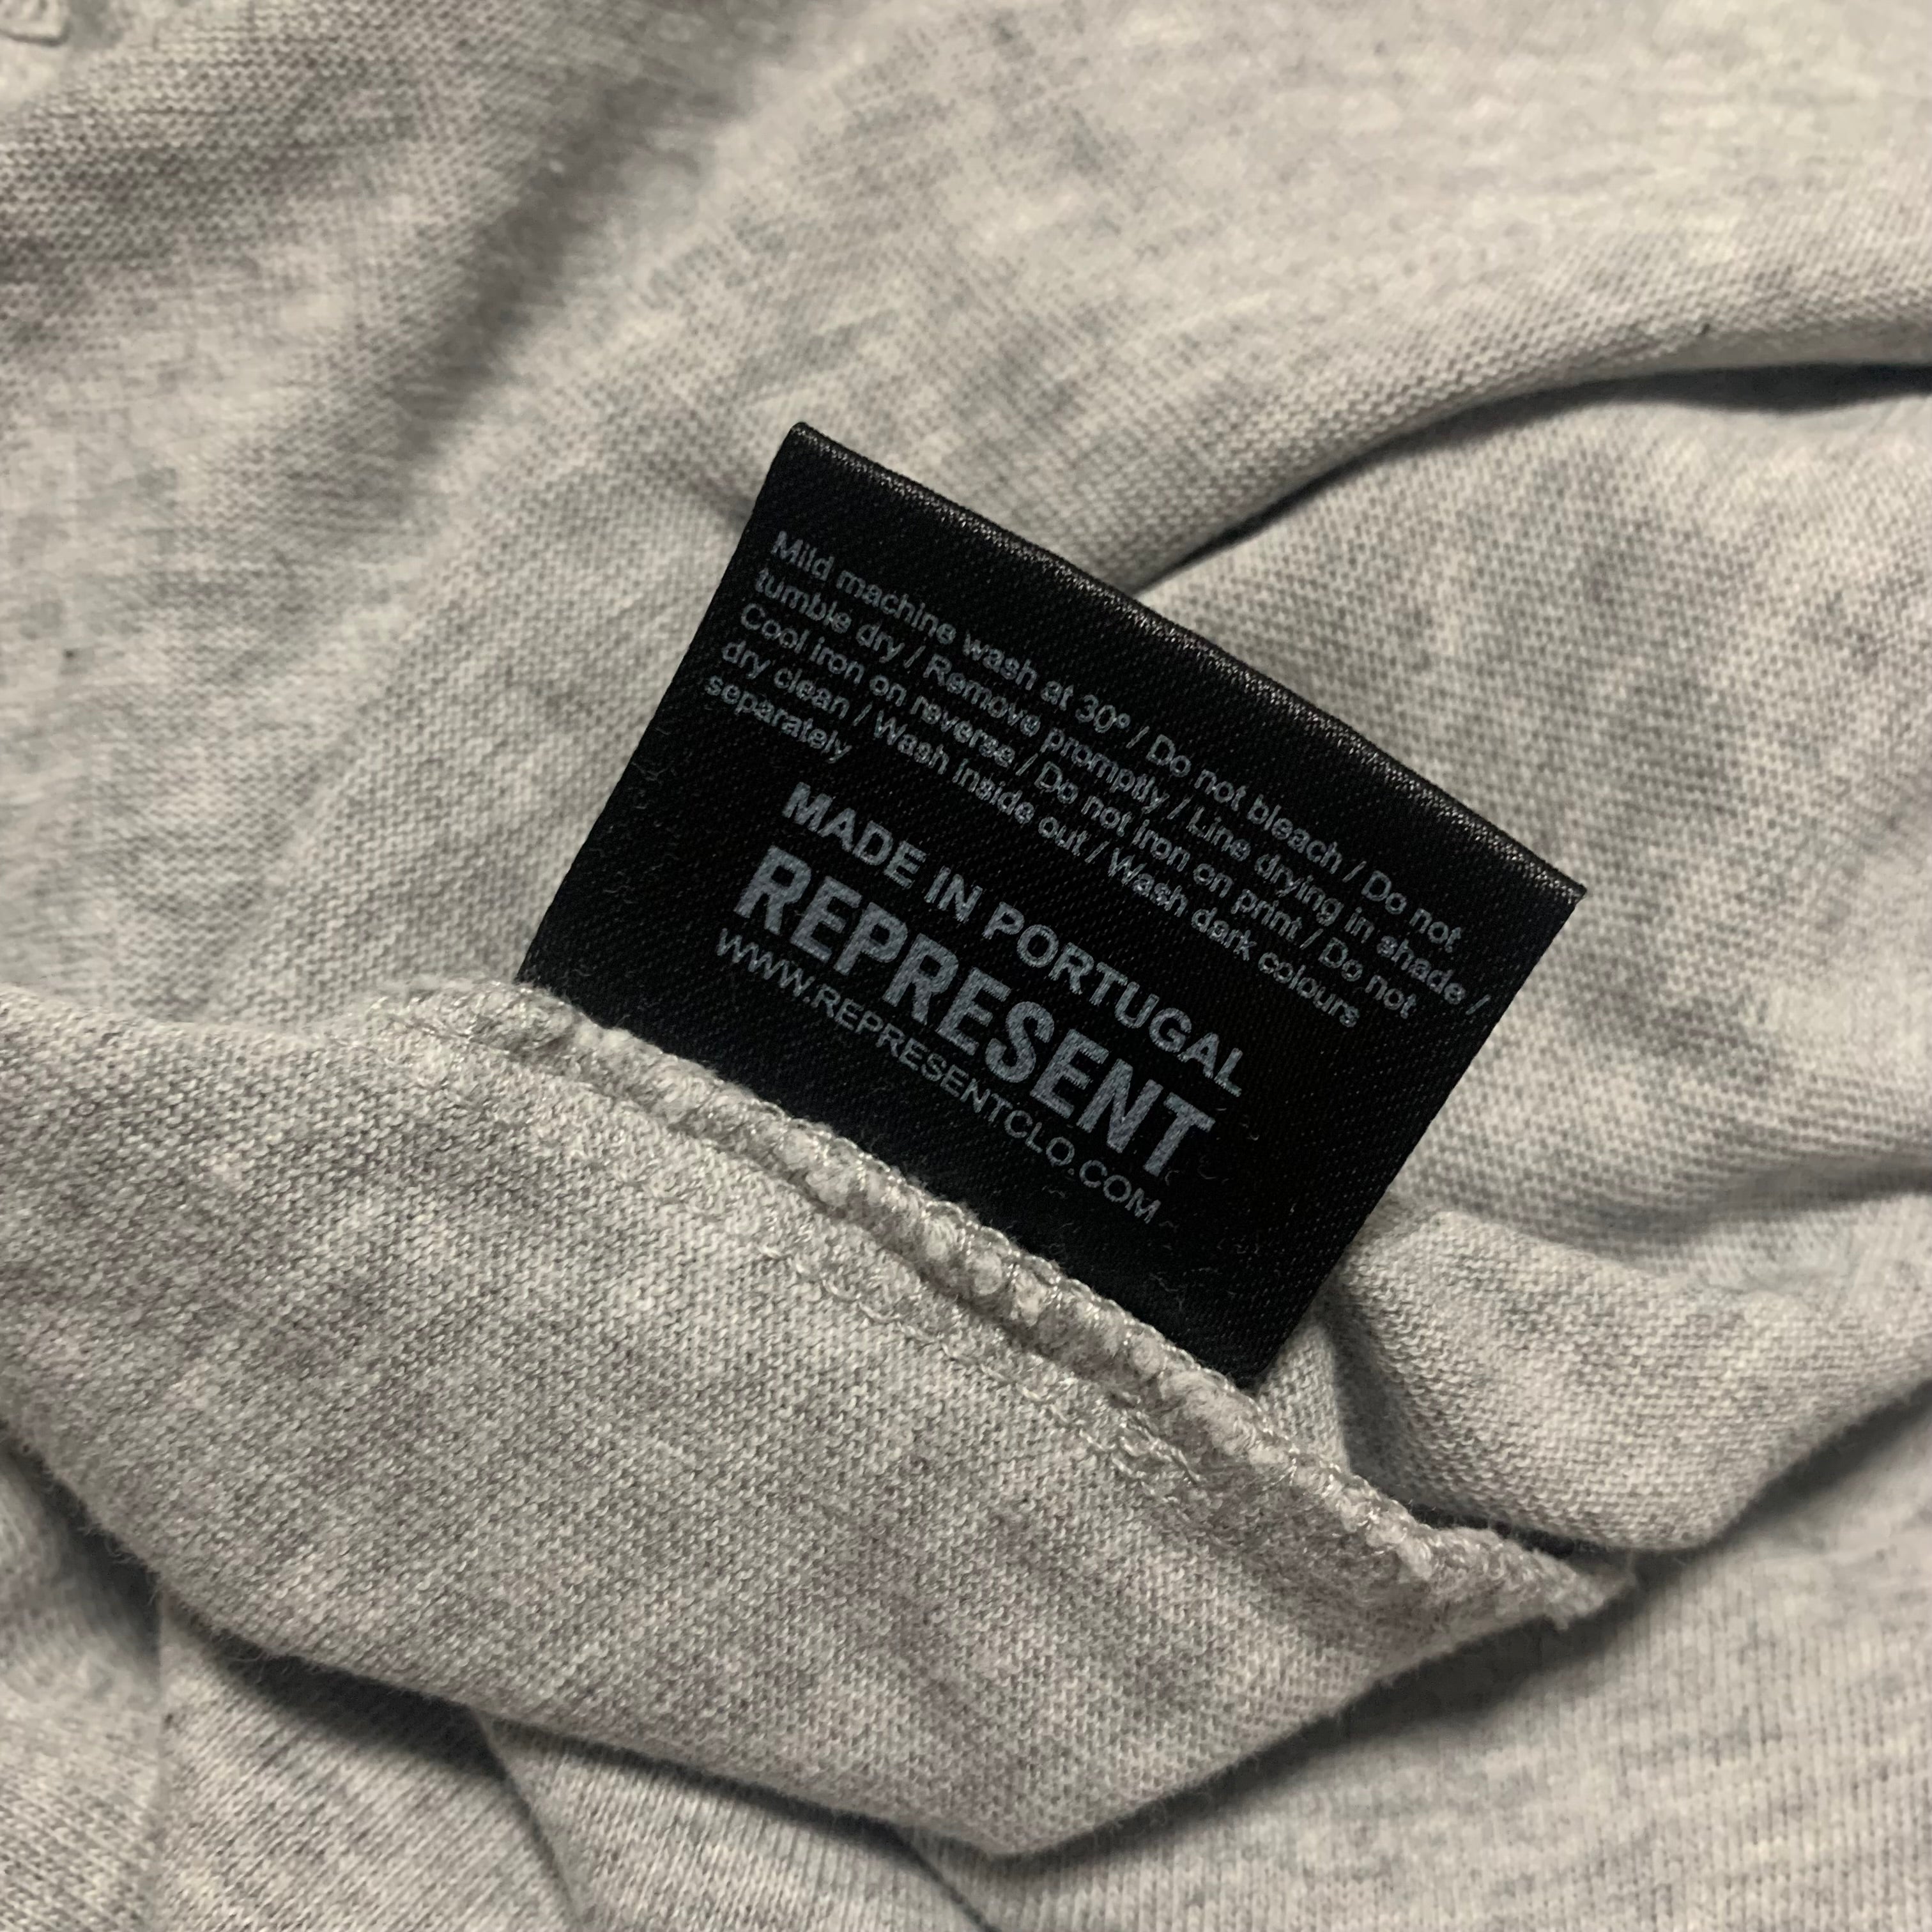 Mild machine wash at 30º / Do not bleach / Do not
tumble dry / Remove promptly / Line drying in shade /
Cool iron on reverse / Do not iron on print / Do not
dry clean / Wash inside out / Wash dark colours
separately
MADE IN PORTUGAL
REPRESENT
WWW.REPRESENTCLO.COM